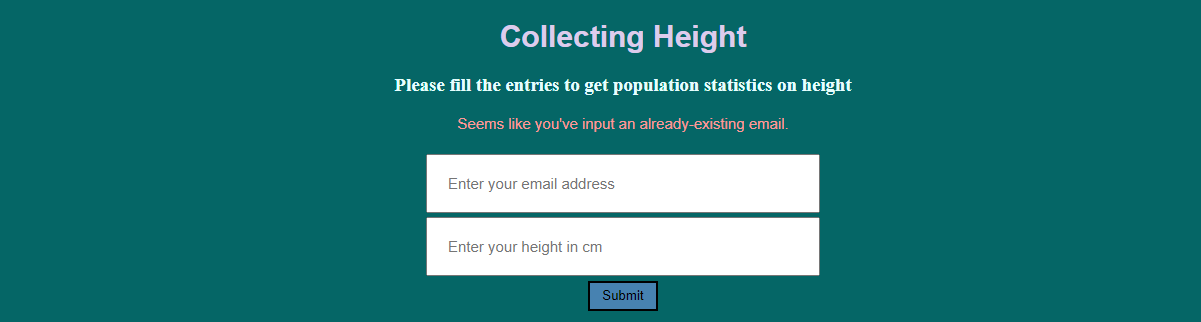 Collecting Height
Please fill the entries to get population statistics on height
Seems like you've input an already-existing email.
Enter your email address
Enter your height in cm
Submit